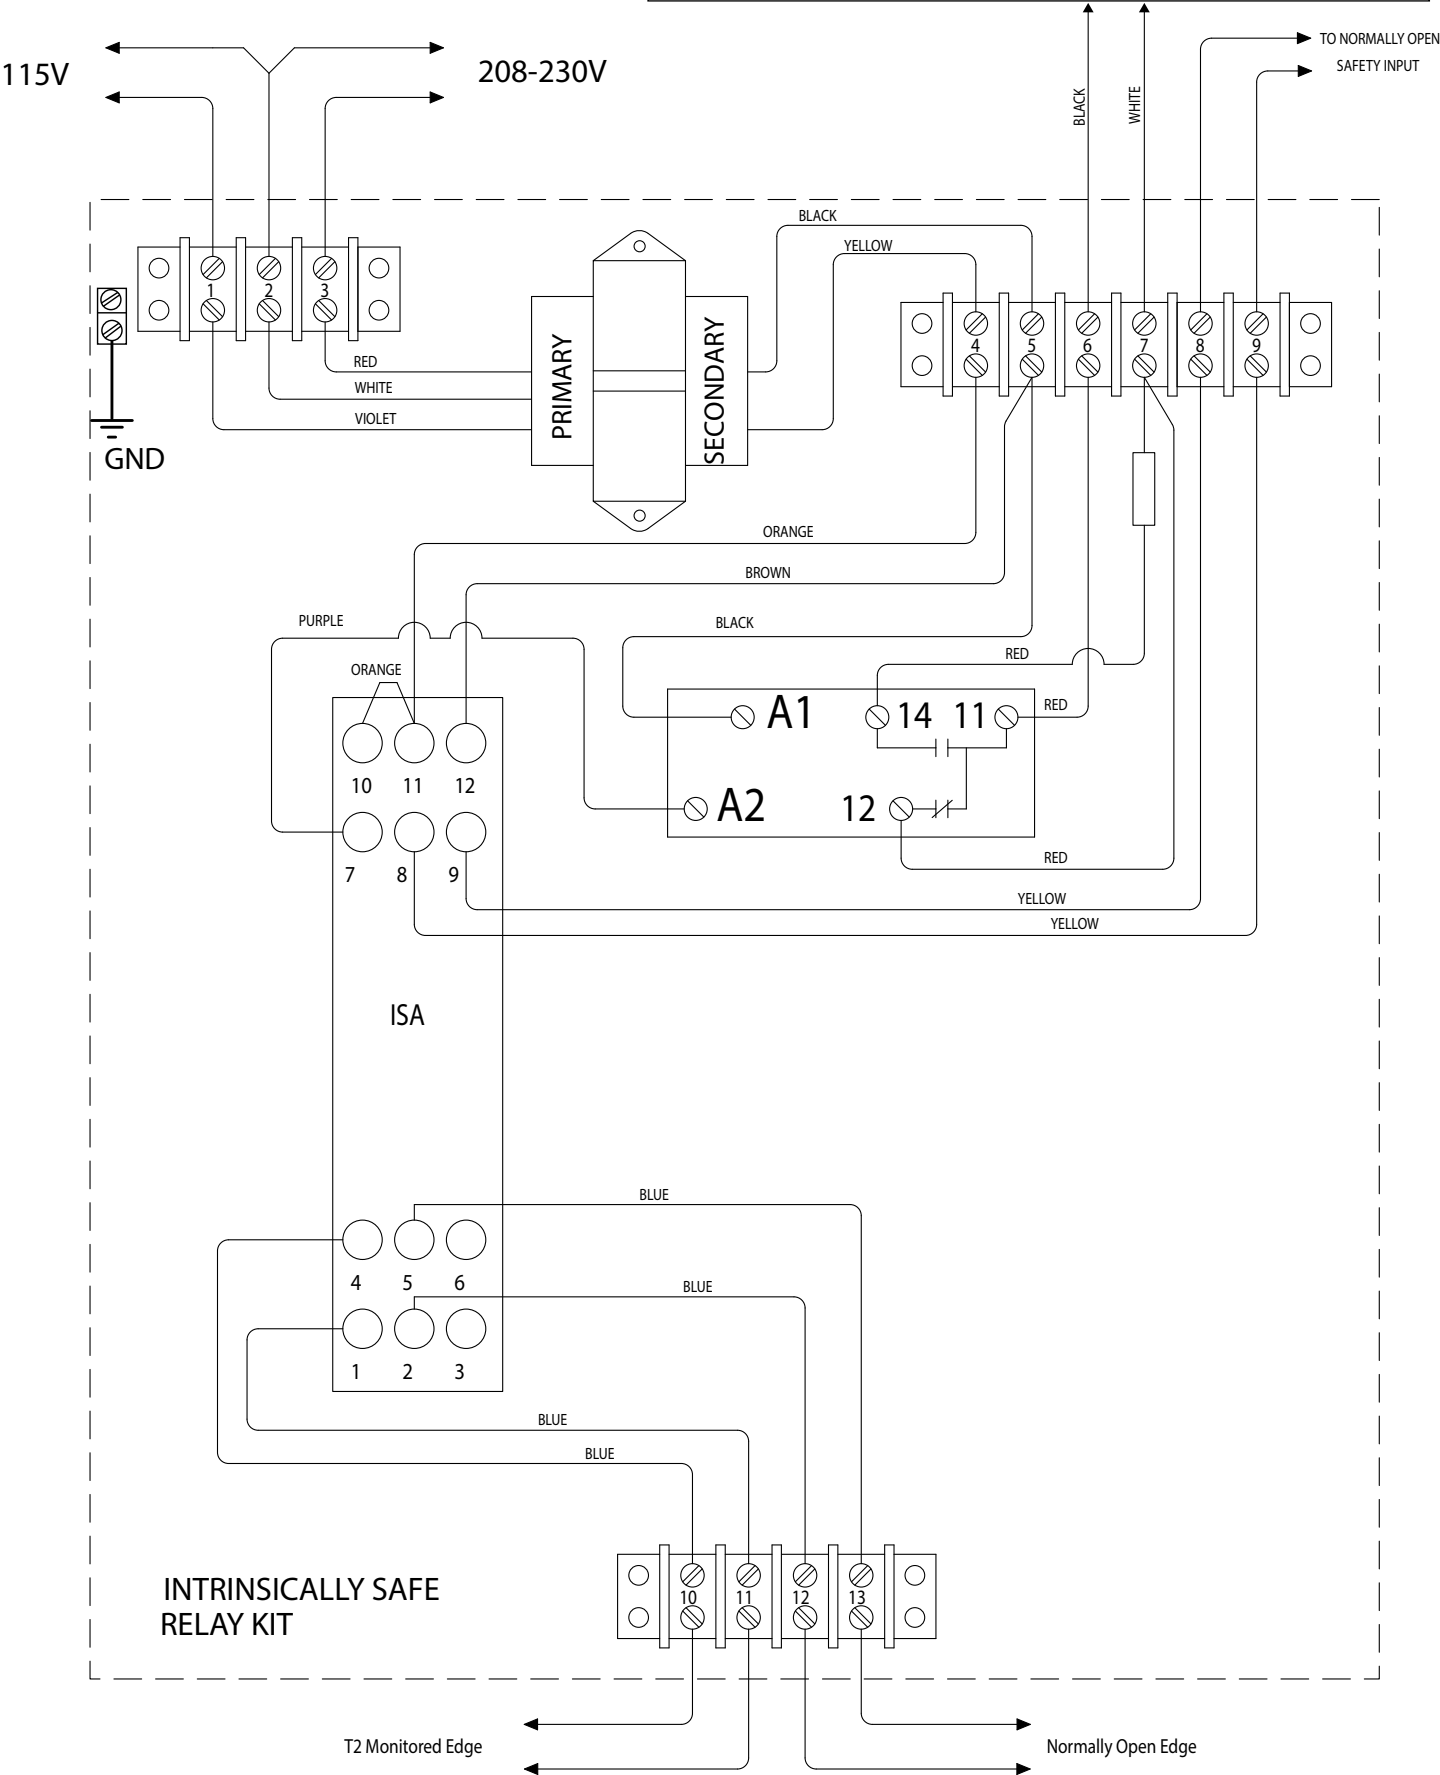 TO NORMALLY OPEN
SAFETY INPUT
115V
208-230V
BLACK
WHITE
BLACK
YELLOW
1
2
3
4
5
6
7
8
9
RED
WHITE
VIOLET
PRIMARY
SECONDARY
GND
ORANGE
BROWN
PURPLE
BLACK
RED
ORANGE
A1
14
11
RED
10
11
12
A2
12
7
8
9
RED
YELLOW
YELLOW
ISA
BLUE
4
5
6
BLUE
1
2
3
BLUE
BLUE
INTRINSICALLY SAFE
RELAY KIT
10
11
12
13
T2 Monitored Edge
Normally Open Edge